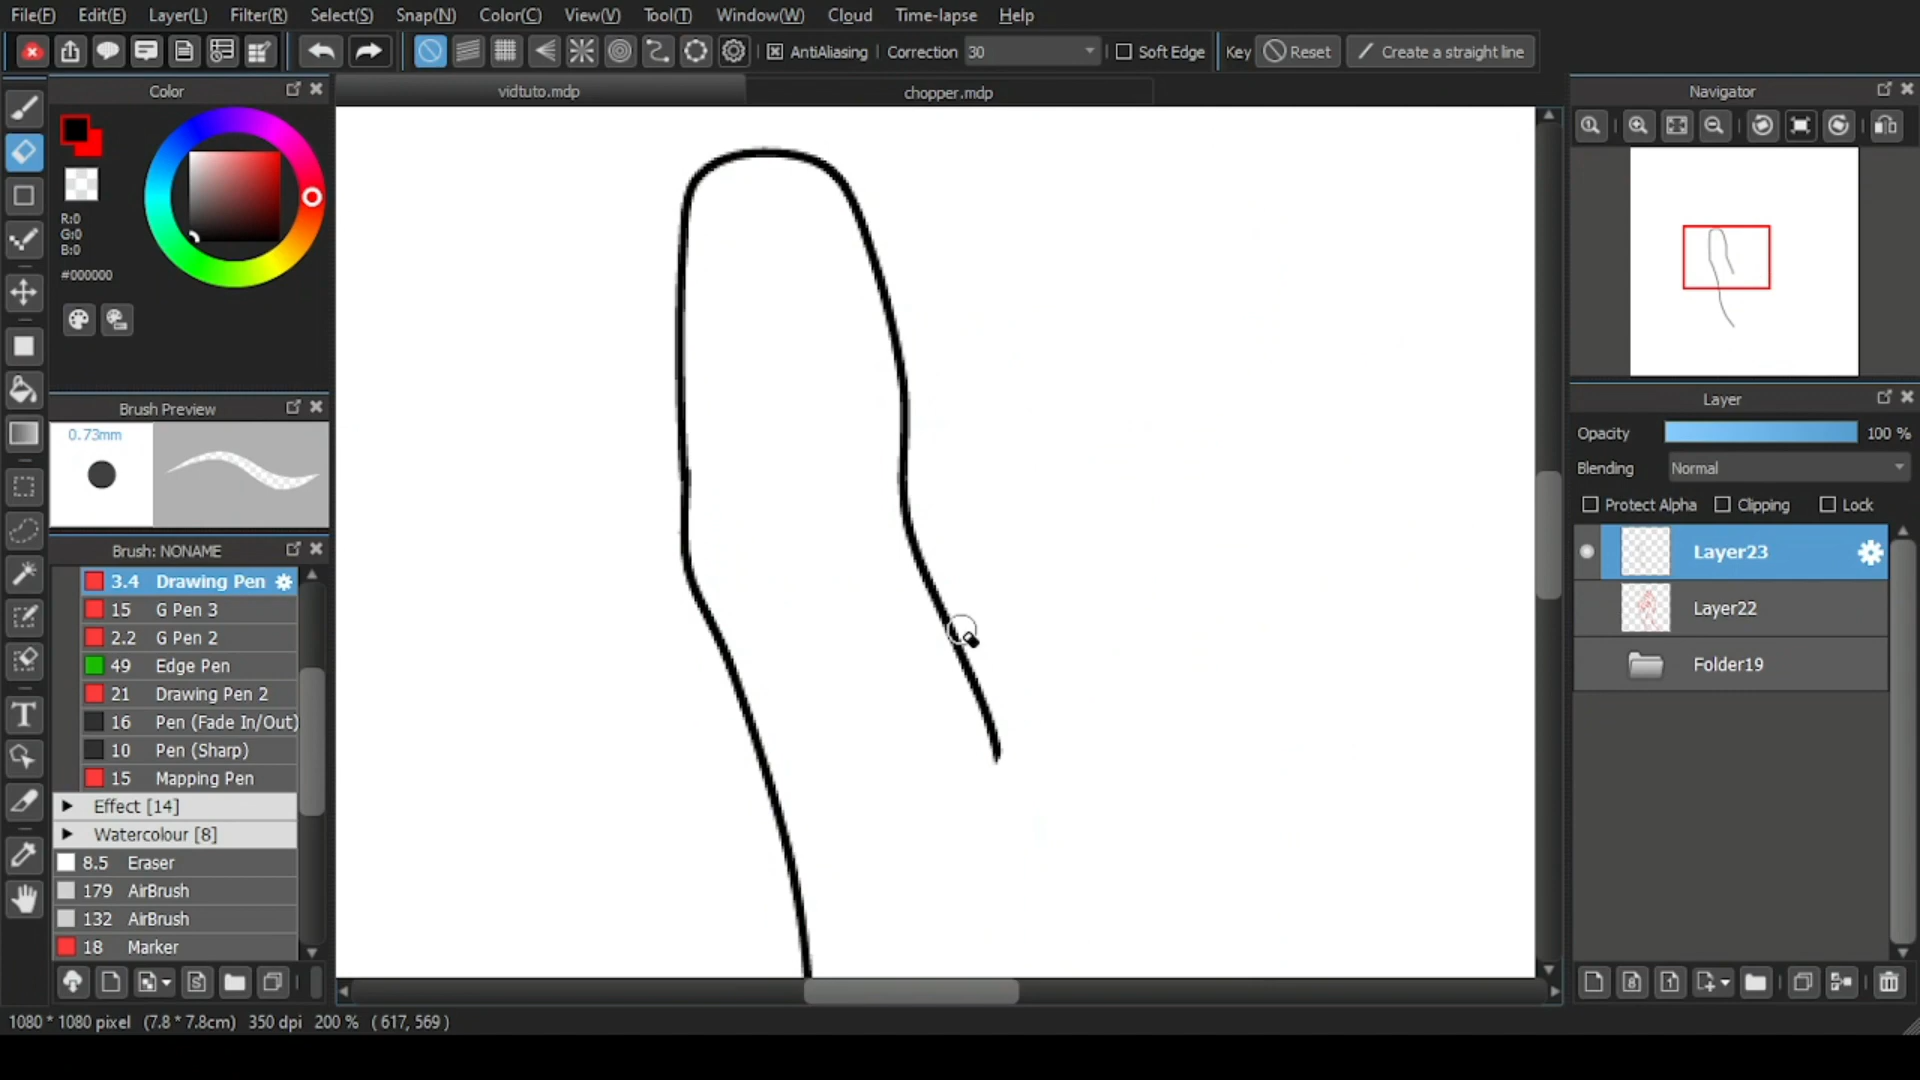 File(F) Edit(E) Layer(L) Filter(R) Select(S) Snap(N) Color(C) View(V) Tool(T) Window(W) Cloud Time-lapse Help
AntiAliasing Correction 30 Soft Edge Key Reset Create a straight line
Color
vidtuto.mdp
chopper.mdp
Navigator
R:0
G:0
B:0
#000000
Brush Preview
0.73mm
Brush: NONAME
3.4 Drawing Pen
15 G Pen 3
2.2 G Pen 2
49 Edge Pen
21 Drawing Pen 2
16 Pen (Fade In/Out)
10 Pen (Sharp)
15 Mapping Pen
Effect [14]
Watercolour [8]
8.5 Eraser
179 AirBrush
132 AirBrush
18 Marker
Layer
Opacity 100 %
Blending Normal
Protect Alpha Clipping Lock
Layer23
Layer22
Folder19
1080 * 1080 pixel (7.8 * 7.8cm) 350 dpi 200 % ( 617, 569 )